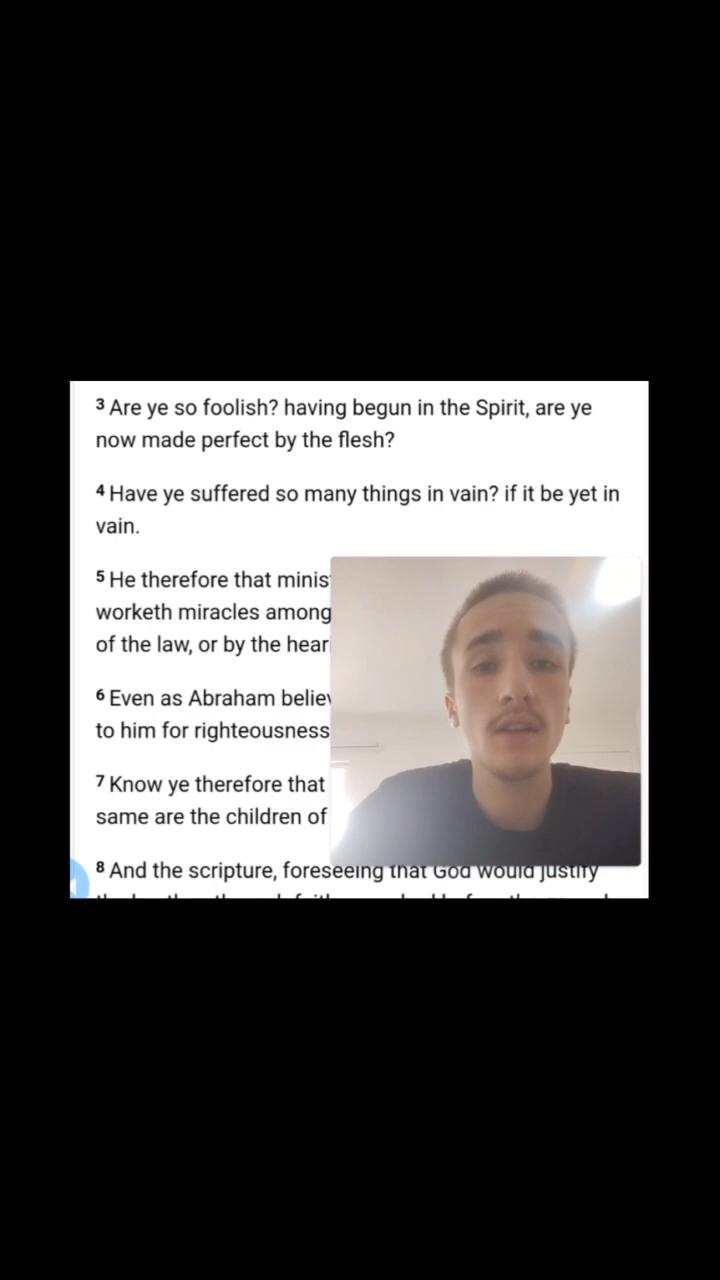 3 Are ye so foolish? having begun in the Spirit, are ye
now made perfect by the flesh?
4 Have ye suffered so many things in vain? if it be yet in
vain.
5 He therefore that
worketh miracles among
of the law, or by the
6 Even as Abraham
to him for righteousness
7 Know ye therefore that
same are the children of
8 And the scripture, foreseeing that God would justify